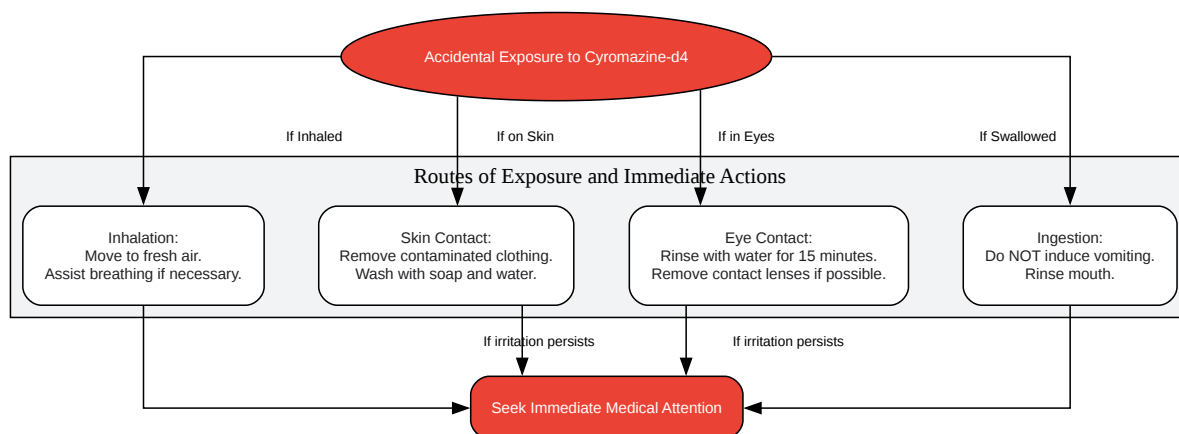 Accidental Exposure to Cyromazine-d4
If Inhaled
If on Skin
If in Eyes
If Swallowed
Routes of Exposure and Immediate Actions
Inhalation:
Move to fresh air.
Assist breathing if necessary.
Skin Contact:
Remove contaminated clothing.
Wash with soap and water.
Eye Contact:
Rinse with water for 15 minutes.
Remove contact lenses if possible.
Ingestion:
Do NOT induce vomiting.
Rinse mouth.
If irritation persists
If irritation persists
Seek Immediate Medical Attention